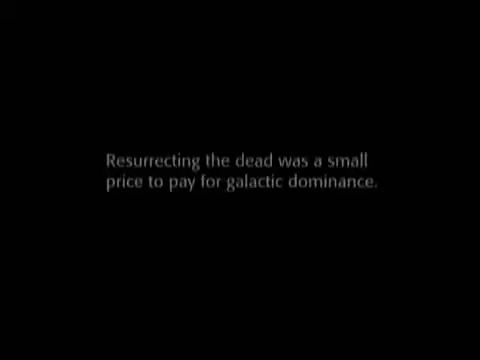 Resurrecting the dead was a small
price to pay for galactic dominance.